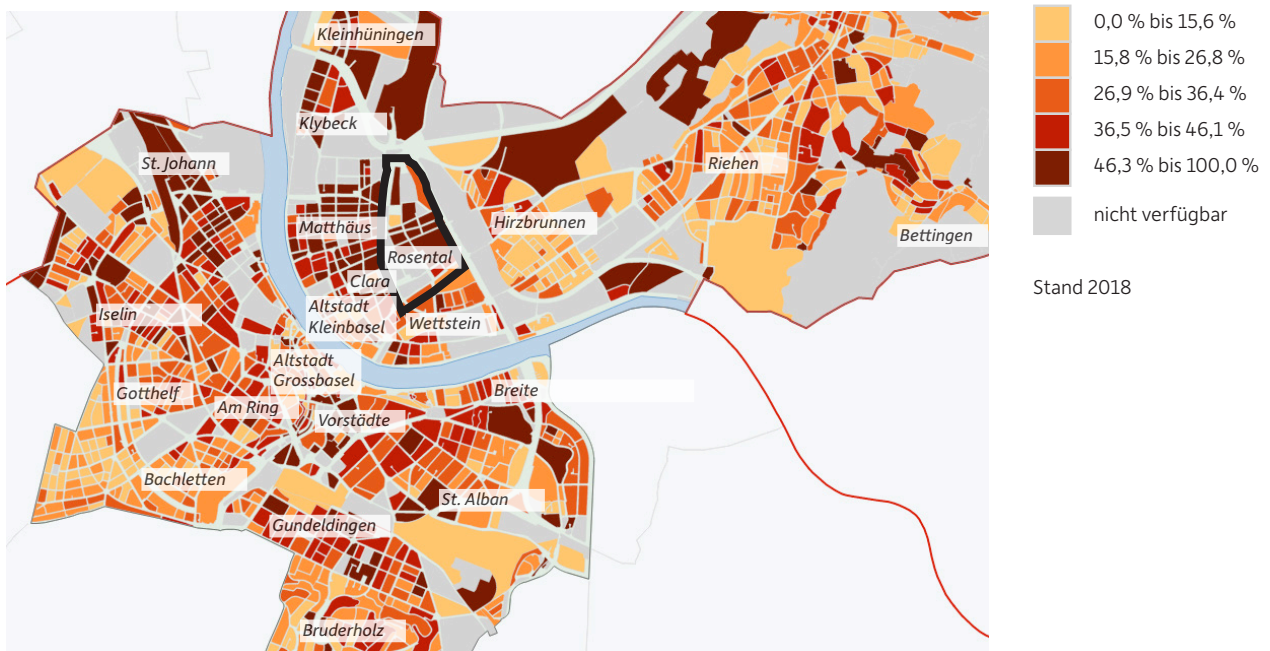 Kleinhüningen
Klybeck
St. Johann
Riehen
Matthäus
Hirzbrunnen
Bettingen
Rosental
Clara
Altstadt
Kleinbasel
Iselin
Wettstein
Altstadt
Grossbasel
Gotthelf
Am Ring
Breite
Vorstädte
Bachletten
St. Alban
Gundeldingen
Bruderholz
0,0 % bis 15,6 %
15,8 % bis 26,8 %
26,9 % bis 36,4 %
36,5 % bis 46,1 %
46,3 % bis 100,0 %
nicht verfügbar
Stand 2018